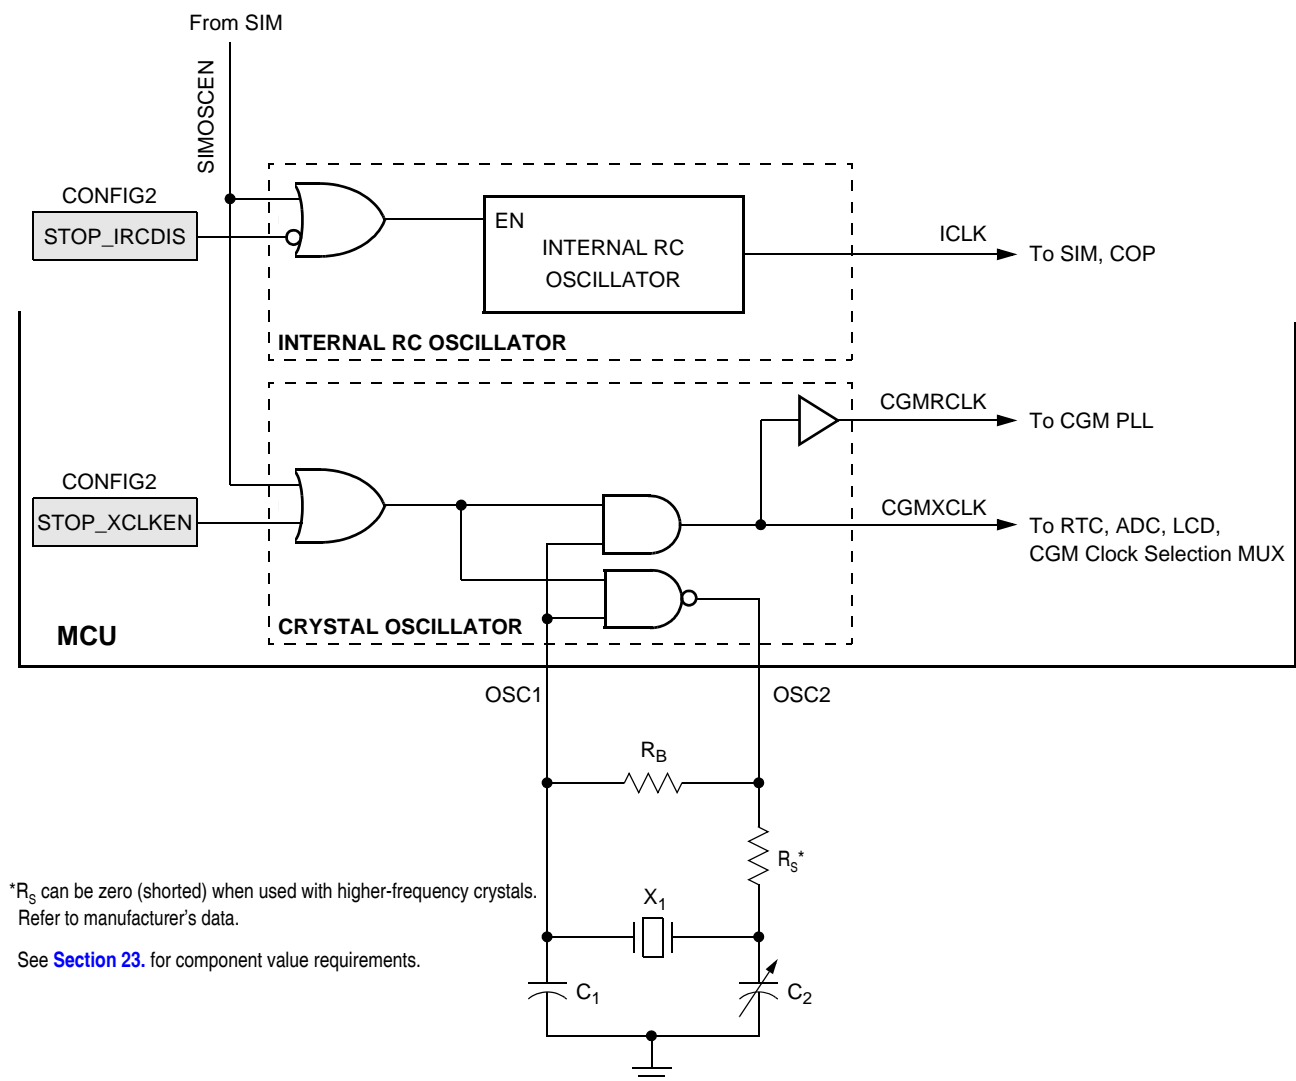 From SIM
SIMOSCEN
CONFIG2
STOP_IRCDIS
EN
INTERNAL RC
OSCILLATOR
ICLK
To SIM, COP
INTERNAL RC OSCILLATOR
CGMRCLK
To CGM PLL
CONFIG2
STOP_XCLKEN
CGMXCLK
To RTC, ADC, LCD,
CGM Clock Selection MUX
MCU
CRYSTAL OSCILLATOR
OSC1
OSC2
RB
RS*
*RS can be zero (shorted) when used with higher-frequency crystals.
Refer to manufacturer's data.
X1
See Section 23. for component value requirements.
C1
C2